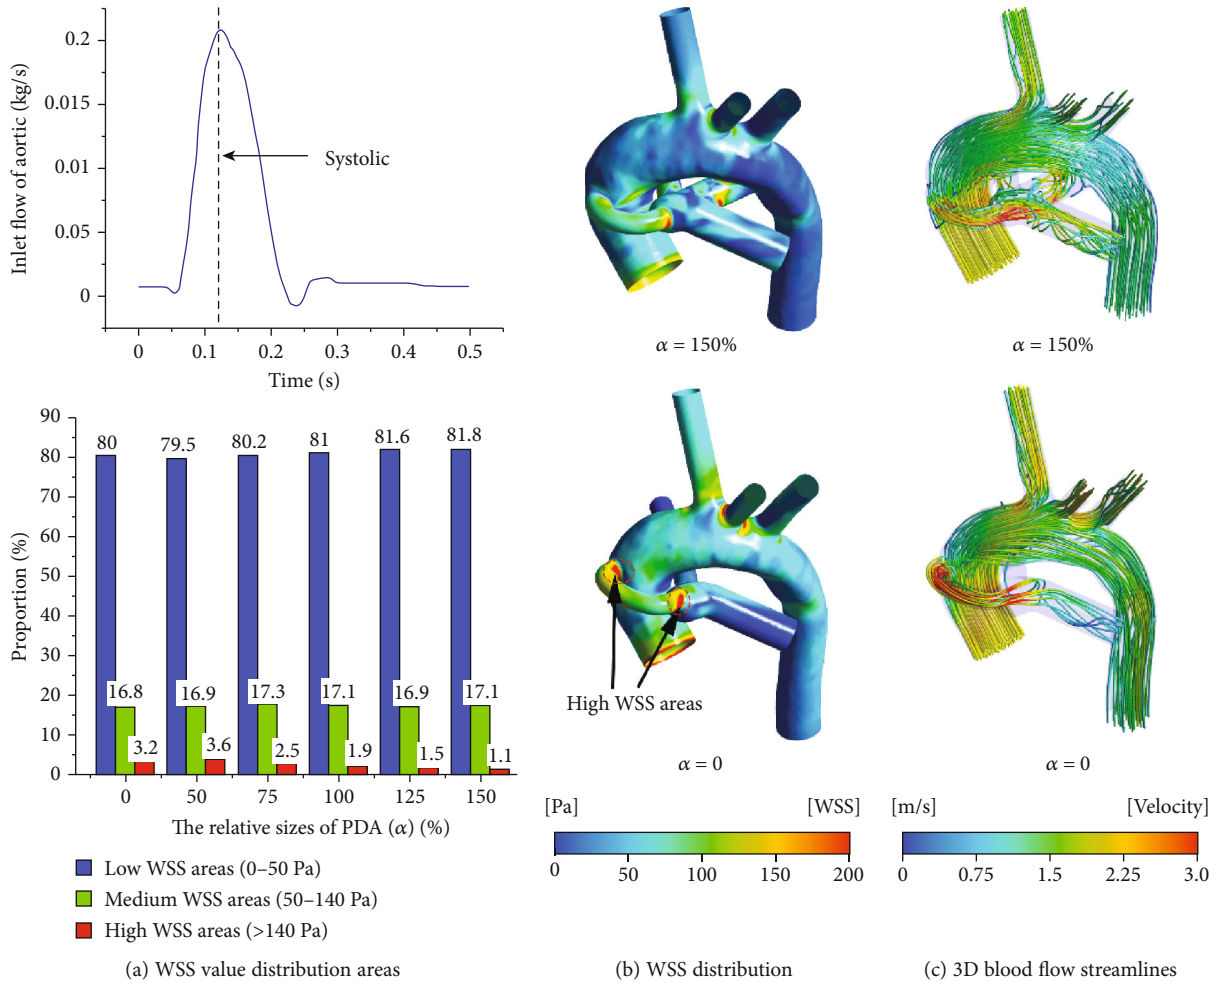 Inlet flow of aortic (kg/s)
0.2
0.015
0.01
0.05
0
Systolic
0 0.1 0.2 0.3 0.4 0.5
Time (s)
Proportion (%)
90
80
70
60
50
40
30
20
10
0
80 79.5 80.2 81 81.6 81.8
16.8 16.9 17.3 17.1 16.9 17.1
3.2 3.6 2.5 1.9 1.5 1.1
0 50 75 100 125 150
The relative sizes of PDA (α) (%)
Low WSS areas (0–50 Pa)
Medium WSS areas (50–140 Pa)
High WSS areas (>140 Pa)
(a) WSS value distribution areas
α = 150%
High WSS areas
α = 0
[Pa] [WSS]
0 50 100 150 200
(b) WSS distribution
α = 150%
α = 0
[m/s] [Velocity]
0 0.75 1.5 2.25 3.0
(c) 3D blood flow streamlines